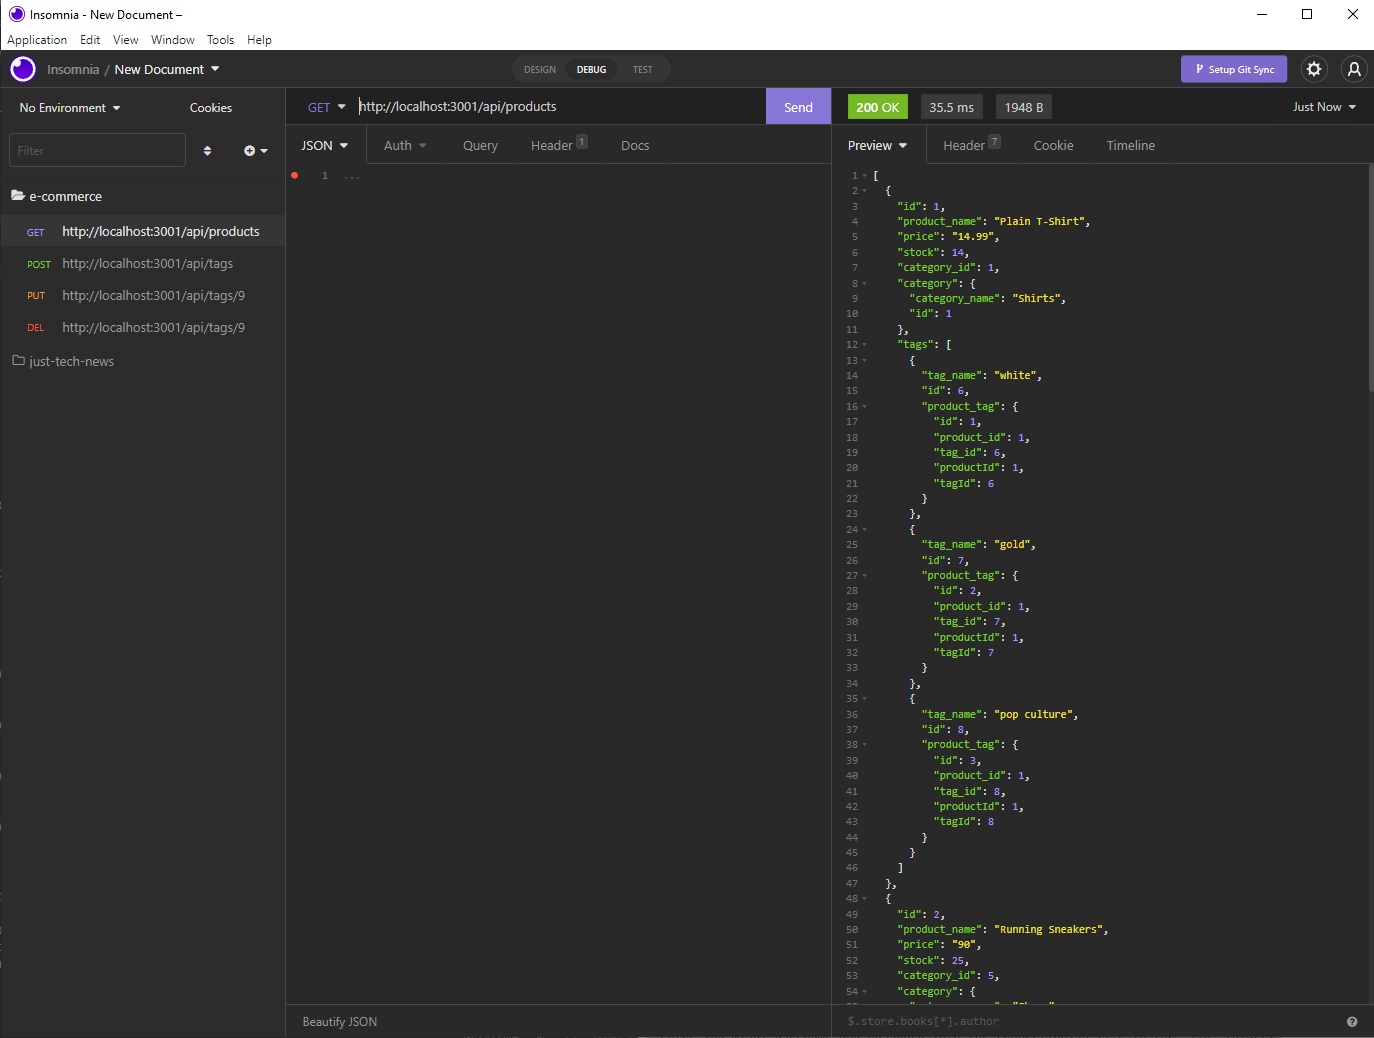 Insomnia - New Document –
Application Edit View Window Tools Help
Insomnia / New Document
DESIGN DEBUG TEST
Setup Git Sync
No Environment Cookies
Filter
e-commerce
GET http://localhost:3001/api/products
POST http://localhost:3001/api/tags
PUT http://localhost:3001/api/tags/9
DEL http://localhost:3001/api/tags/9
just-tech-news
GET http://localhost:3001/api/products Send
JSON Auth Query Header 1 Docs
1 ...
Beautify JSON
200 OK 35.5 ms 1948 B Just Now
Preview Header 7 Cookie Timeline
1 [
2 {
3 "id": 1,
4 "product_name": "Plain T-Shirt",
5 "price": "14.99",
6 "stock": 14,
7 "category_id": 1,
8 "category": {
9 "category_name": "Shirts",
10 "id": 1
11 },
12 "tags": [
13 {
14 "tag_name": "white",
15 "id": 6,
16 "product_tag": {
17 "id": 1,
18 "product_id": 1,
19 "tag_id": 6,
20 "productId": 1,
21 "tagId": 6
22 }
23 },
24 {
25 "tag_name": "gold",
26 "id": 7,
27 "product_tag": {
28 "id": 2,
29 "product_id": 1,
30 "tag_id": 7,
31 "productId": 1,
32 "tagId": 7
33 }
34 },
35 {
36 "tag_name": "pop culture",
37 "id": 8,
38 "product_tag": {
39 "id": 3,
40 "product_id": 1,
41 "tag_id": 8,
42 "productId": 1,
43 "tagId": 8
44 }
45 }
46 ]
47 },
48 {
49 "id": 2,
50 "product_name": "Running Sneakers",
51 "price": "90",
52 "stock": 25,
53 "category_id": 5,
54 "category": {
$.store.books[*].author